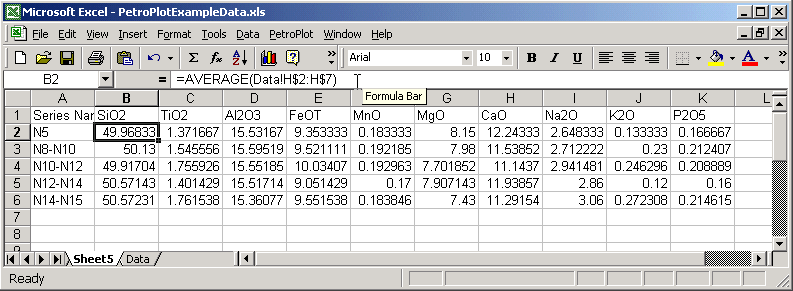 Microsoft Excel - PetroPlotExampleData.xls
File Edit View Insert Format Tools Data PetroPlot Window Help
Σ fx Arial 10 B I U
B2 = =AVERAGE(Data!H$2:H$7)
Formula Bar
A B C D E F G H I J K L
1 Series Nar SiO2 TiO2 Al2O3 FeOT MnO MgO CaO Na2O K2O P2O5
2 N5 49.96833 1.371667 15.53167 9.353333 0.183333 8.15 12.24333 2.648333 0.133333 0.166667
3 N8-N10 50.13 1.545556 15.59519 9.521111 0.192185 7.98 11.53852 2.712222 0.23 0.212407
4 N10-N12 49.91704 1.755926 15.55185 10.03407 0.192963 7.701852 11.1437 2.941481 0.246296 0.208889
5 N12-N14 50.57143 1.401429 15.51714 9.051429 0.17 7.907143 11.93857 2.86 0.12 0.16
6 N14-N15 50.57231 1.761538 15.36077 9.551538 0.183846 7.43 11.29154 3.06 0.272308 0.214615
7
8
Sheet5 Data
Ready